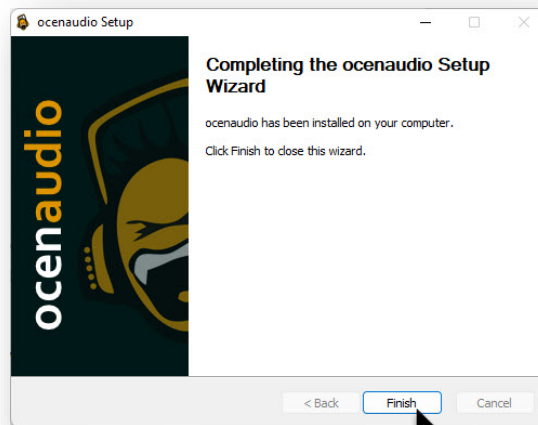 ocenaudio Setup
ocenaudio
Completing the ocenaudio Setup
Wizard
ocenaudio has been installed on your computer.
Click Finish to close this wizard.
< Back
Finish
Cancel